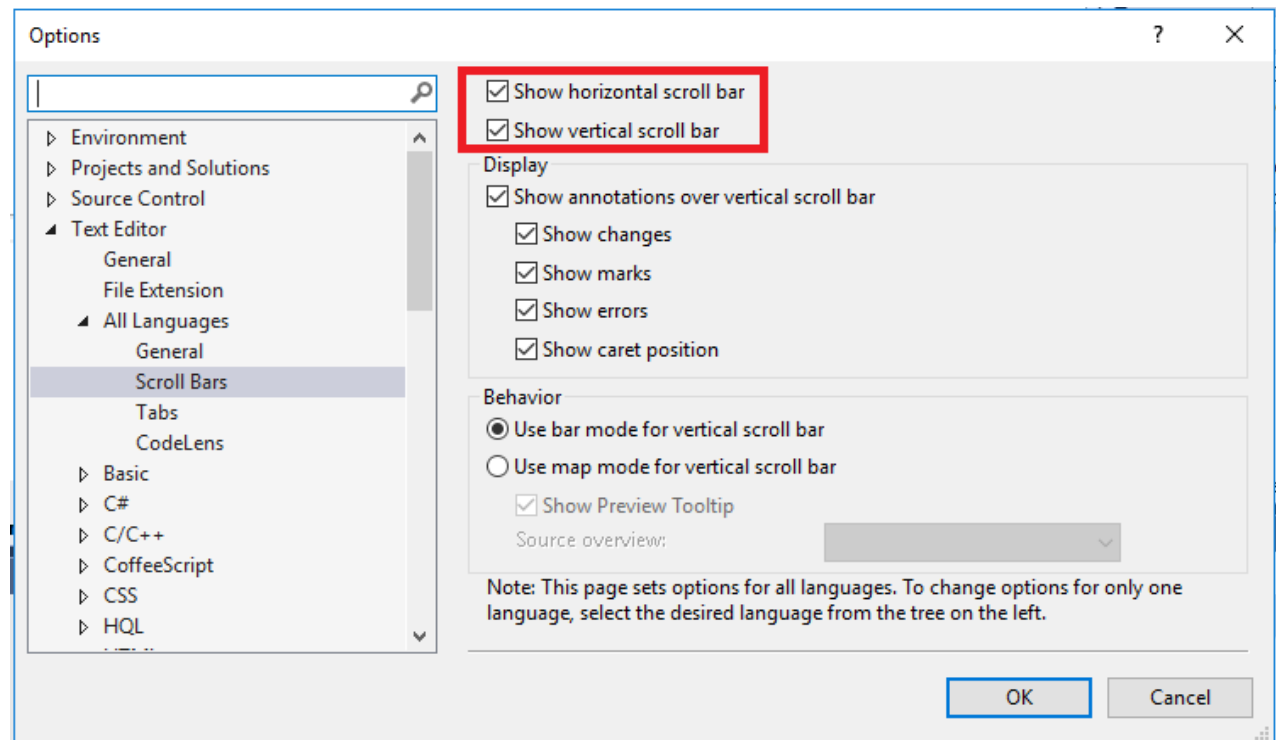 Options
?
Show horizontal scroll bar
Show vertical scroll bar
Environment
Projects and Solutions
Source Control
Text Editor
General
File Extension
All Languages
General
Scroll Bars
Tabs
CodeLens
Basic
C#
C/C++
CoffeeScript
CSS
HQL
Display
Show annotations over vertical scroll bar
Show changes
Show marks
Show errors
Show caret position
Behavior
Use bar mode for vertical scroll bar
Use map mode for vertical scroll bar
Show Preview Tooltip
Source overview:
Note: This page sets options for all languages. To change options for only one
language, select the desired language from the tree on the left.
OK
Cancel